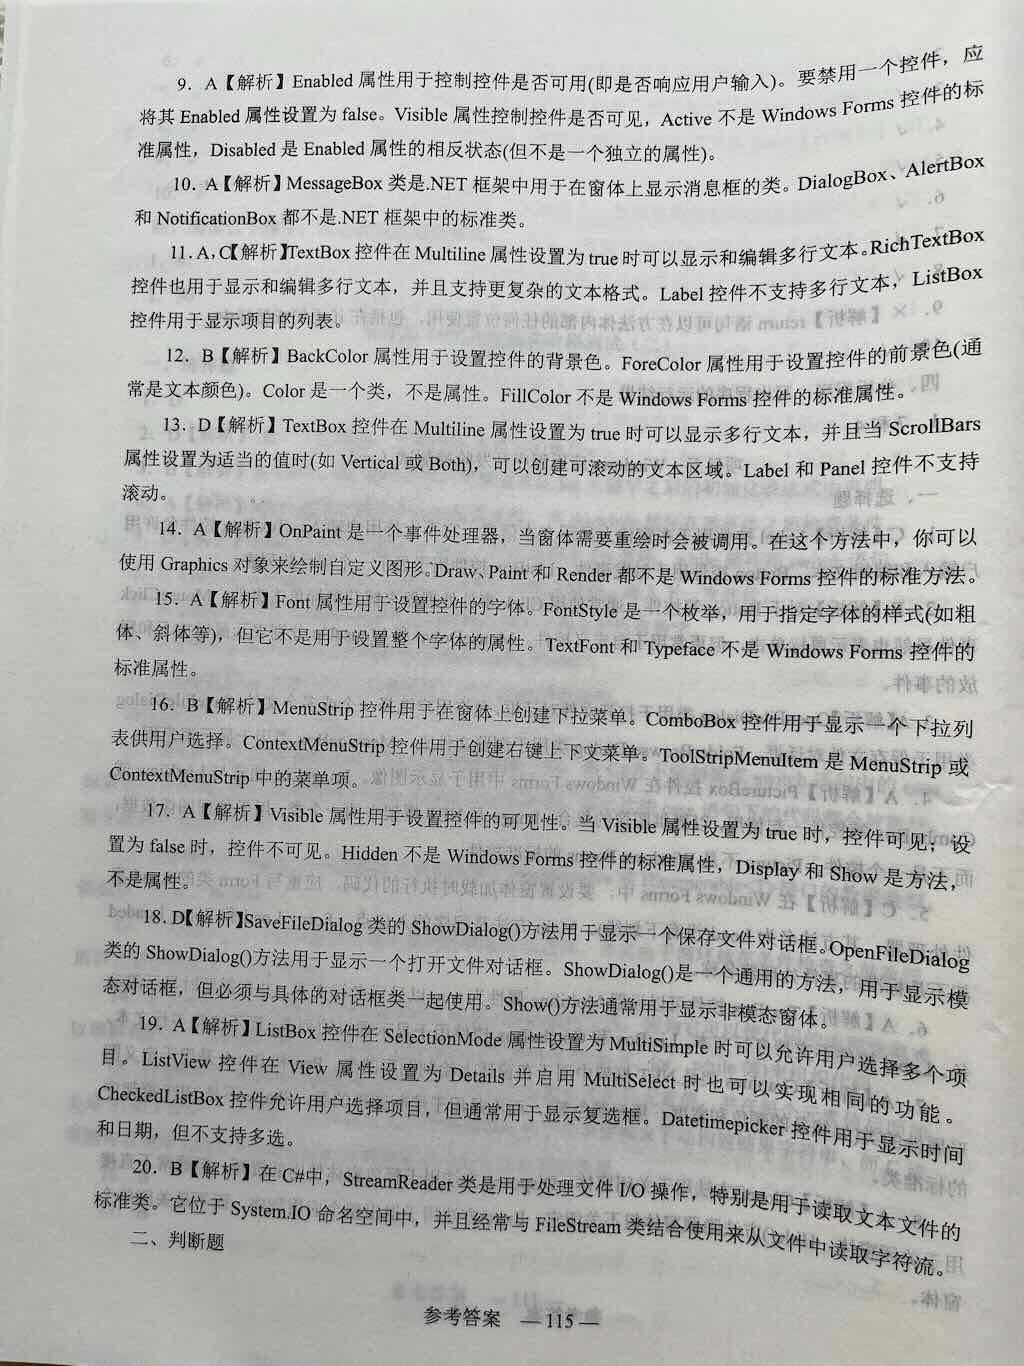 9．A【解析】Enabled 属性用于控制控件是否可用(即是否响应用户输入)。要禁用一个控件，应
将其 Enabled 属性设置为 false。Visible 属性控制控件是否可见，Active 不是 Windows Forms 控件的标
准属性，Disabled 是 Enabled 属性的相反状态(但不是一个独立的属性)。
10．A【解析】MessageBox 类是.NET 框架中用于在窗体上显示消息框的类。DialogBox、AlertBox
和 NotificationBox 都不是.NET 框架中的标准类。
11. A, C【解析】TextBox 控件在 Multiline 属性设置为 true 时可以显示和编辑多行文本。RichTextBox
控件也用于显示和编辑多行文本，并且支持更复杂的文本格式。Label 控件不支持多行文本，ListBox
控件用于显示项目的列表。
12．B【解析】BackColor 属性用于设置控件的背景色。ForeColor 属性用于设置控件的前景色(通
常是文本颜色)。Color 是一个类，不是属性。FillColor 不是 Windows Forms 控件的标准属性。
13．D【解析】TextBox 控件在 Multiline 属性设置为 true 时可以显示多行文本，并且当 ScrollBars
属性设置为适当的值时(如 Vertical 或 Both)，可以创建可滚动的文本区域。Label 和 Panel 控件不支持
滚动。
14．A【解析】OnPaint 是一个事件处理器，当窗体需要重绘时会被调用。在这个方法中，你可以
使用 Graphics 对象来绘制自定义图形。Draw、Paint 和 Render 都不是 Windows Forms 控件的标准方法。
15．A【解析】Font 属性用于设置控件的字体。FontStyle 是一个枚举，用于指定字体的样式(如粗
体、斜体等)，但它不是用于设置整个字体的属性。TextFont 和 Typeface 不是 Windows Forms 控件的
标准属性。
16．B【解析】MenuStrip 控件用于在窗体上创建下拉菜单。ComboBox 控件用于显示一个下拉列
表供用户选择。ContextMenuStrip 控件用于创建右键上下文菜单。ToolStripMenuItem 是 MenuStrip 或
ContextMenuStrip 中的菜单项。
17．A【解析】Visible 属性用于设置控件的可见性。当 Visible 属性设置为 true 时，控件可见；设
置为 false 时，控件不可见。Hidden 不是 Windows Forms 控件的标准属性，Display 和 Show 是方法，
不是属性。
18. D【解析】SaveFileDialog 类的 ShowDialog()方法用于显示一个保存文件对话框。OpenFileDialog
类的 ShowDialog()方法用于显示一个打开文件对话框。ShowDialog()是一个通用的方法，用于显示模
态对话框，但必须与具体的对话框类一起使用。Show()方法通常用于显示非模态窗体。
19．A【解析】ListBox 控件在 SelectionMode 属性设置为 MultiSimple 时可以允许用户选择多个项
目。ListView 控件在 View 属性设置为 Details 并启用 MultiSelect 时也可以实现相同的功能。
CheckedListBox 控件允许用户选择项目，但通常用于显示复选框。Datetimepicker 控件用于显示时间
和日期，但不支持多选。
20．B【解析】在 C#中，StreamReader 类是用于处理文件 I/O 操作，特别是用于读取文本文件的
标准类。它位于 System.IO 命名空间中，并且经常与 FileStream 类结合使用来从文件中读取字符流。
二、判断题
参考答案 — 115 —